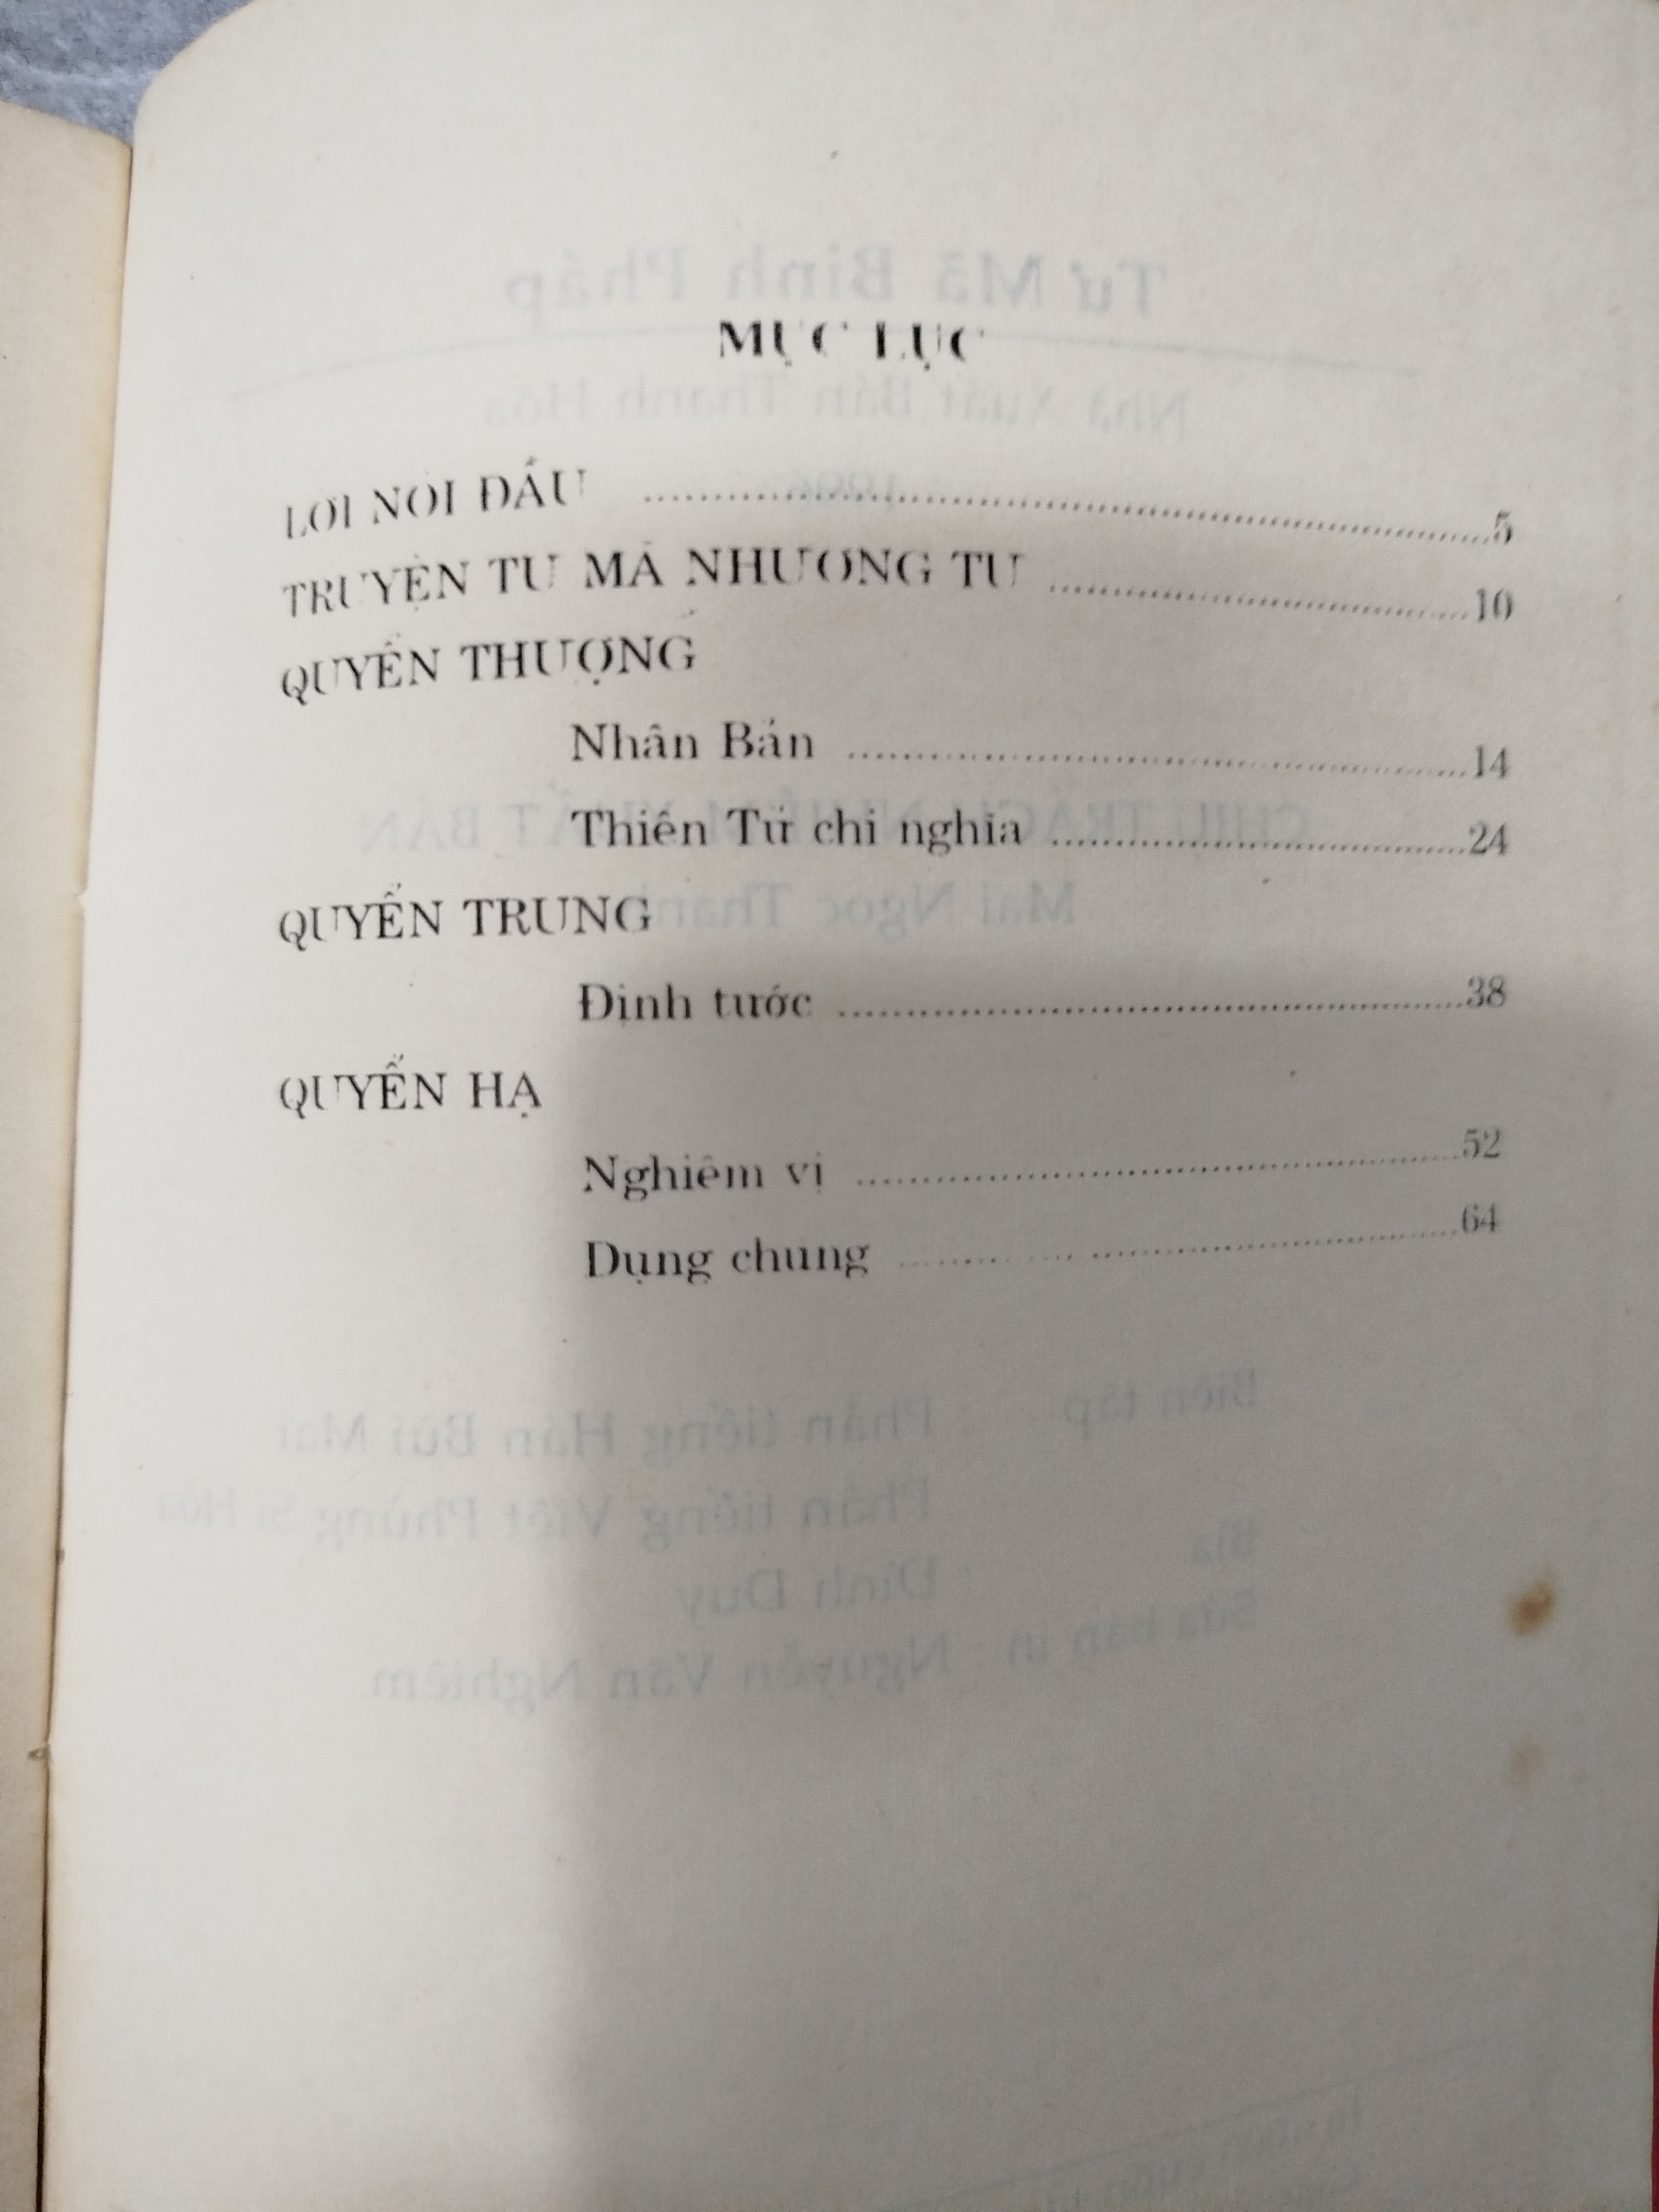 MỤC LỤC
LỜI NÓI ĐẦU ........................ 5
TRUYỆN TƯ MÃ NHƯƠNG TƯ ........................ 10
QUYỂN THƯỢNG
Nhân Bản ........................ 14
Thiên Tử chi nghĩa ........................ 24
QUYỂN TRUNG
Định tước ........................ 38
QUYỂN HẠ
Nghiêm vị ........................ 52
Dụng chung ........................ 64